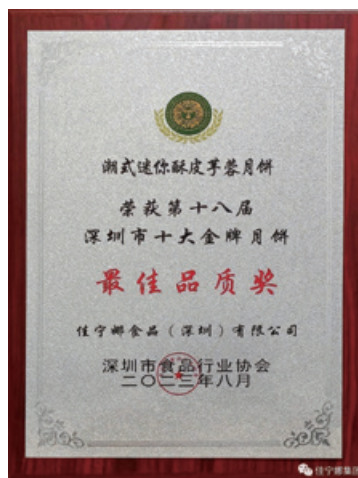 潮式迷你酥皮芋蓉月饼
荣获第十八届
深圳市十大金牌月饼
最佳品质奖
佳宁娜食品（深圳）有限公司
深圳市食品行业协会
二〇二三年八月
佳宁娜集团